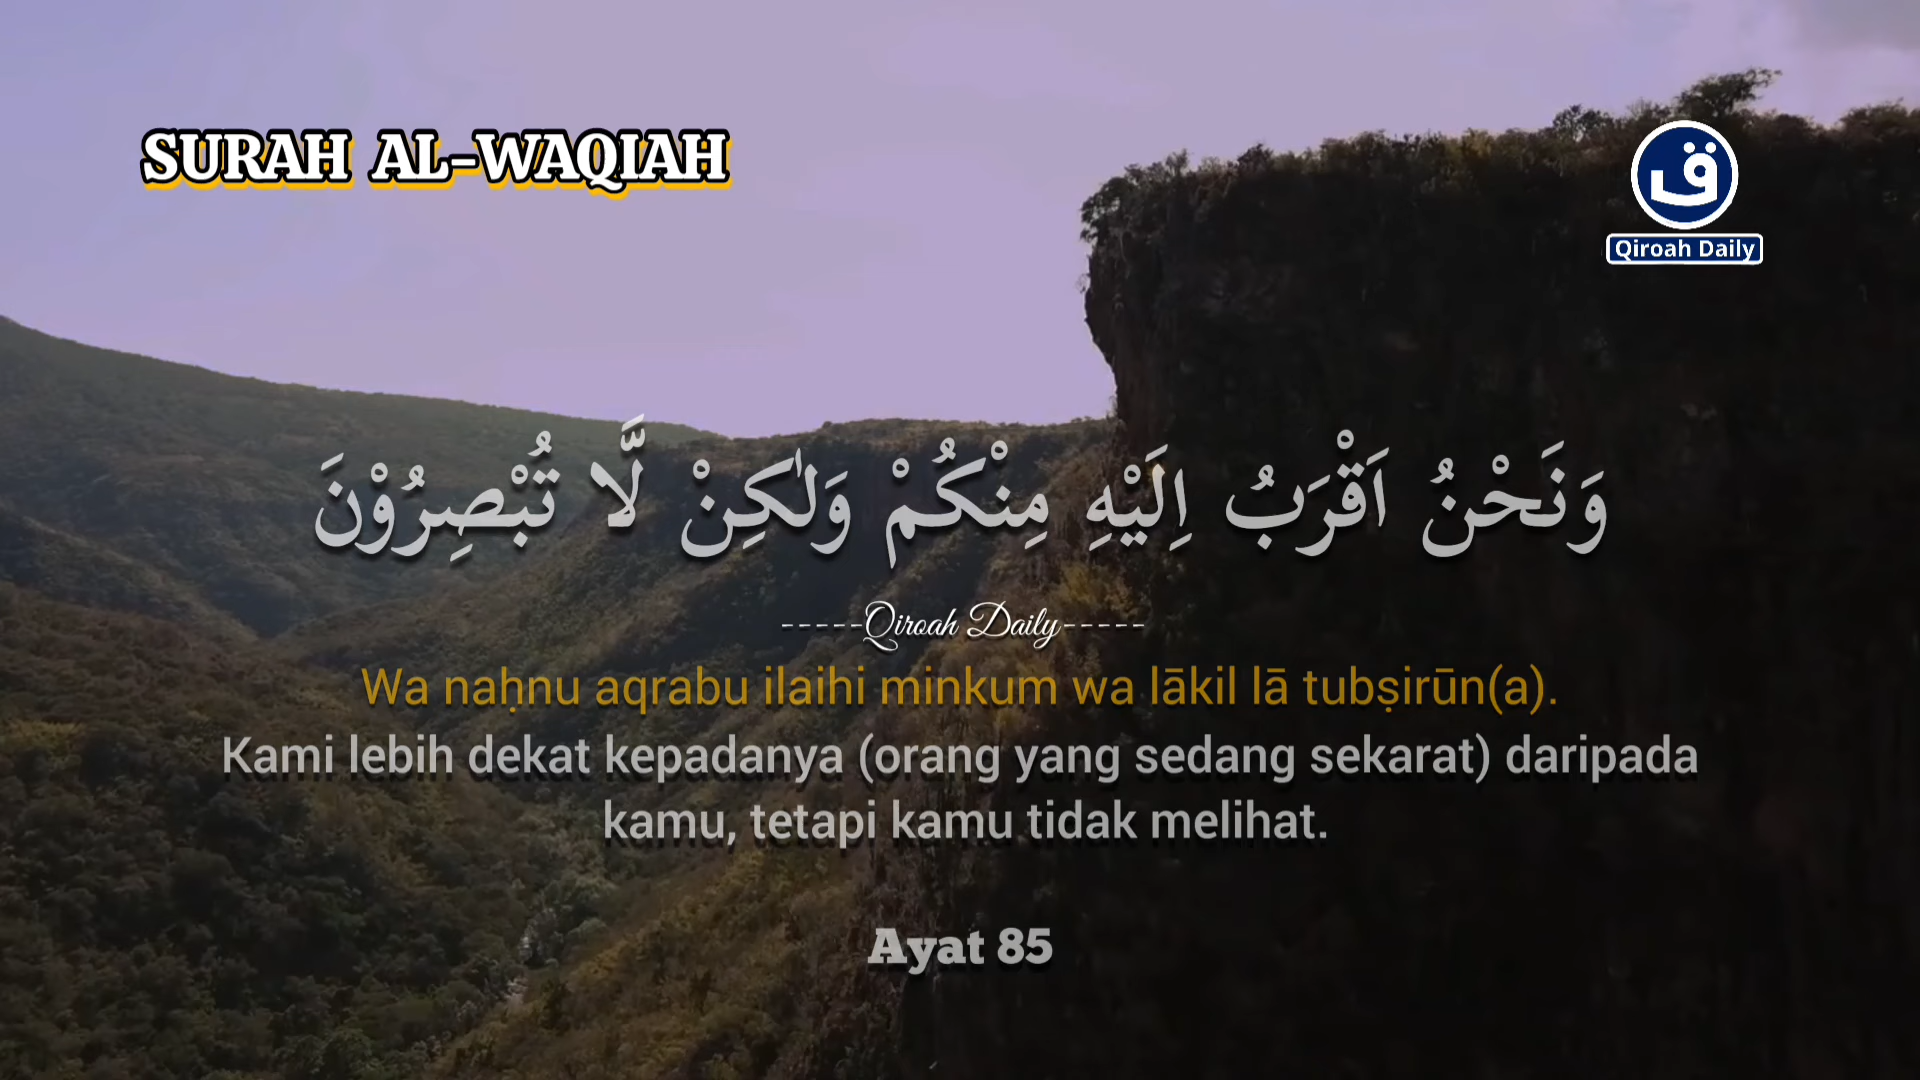 SURAH AL-WAQIAH
ق
Qiroah Daily
وَنَحْنُ اَقْرَبُ اِلَيْهِ مِنْكُمْ وَلٰكِنْ لَّا تُبْصِرُوْنَ
-----Qiroah Daily-----
Wa naḥnu aqrabu ilaihi minkum wa lākil lā tubṣirūn(a).
Kami lebih dekat kepadanya (orang yang sedang sekarat) daripada
kamu, tetapi kamu tidak melihat.
Ayat 85